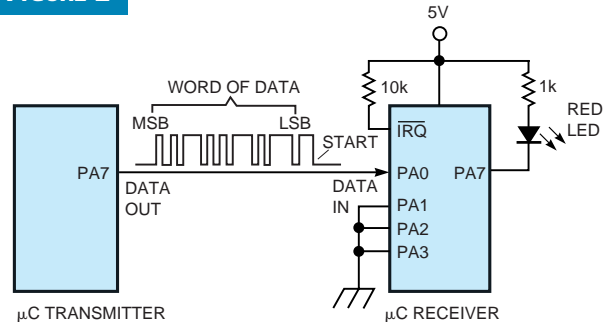 5V
10k
1k
WORD OF DATA
RED
LED
MSB
LSB
START
IRQ
PA7
DATA
OUT
DATA
IN
PA0
PA7
PA1
PA2
PA3
µC TRANSMITTER
µC RECEIVER